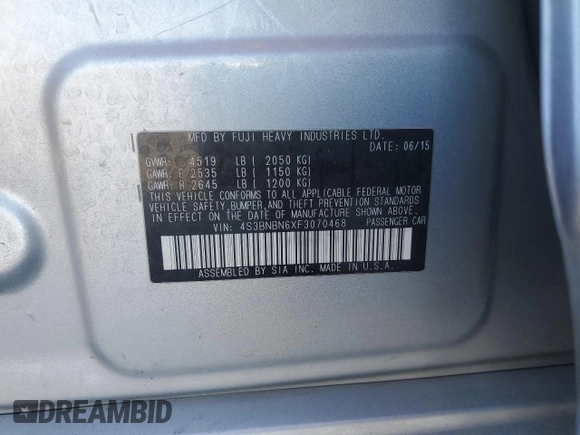 MFD BY FUJI HEAVY INDUSTRIES LTD.
DATE: 06/15
GVWR: 4519 LB ( 2050 KG)
GAWR: F 2535 LB ( 1150 KG)
GAWR: R 2645 LB ( 1200 KG)
THIS VEHICLE CONFORMS TO ALL APPLICABLE FEDERAL MOTOR
VEHICLE SAFETY, BUMPER, AND THEFT PREVENTION STANDARDS
IN EFFECT ON THE DATE OF MANUFACTURE SHOWN ABOVE.
VIN: 4S3BNBN6XF3070468 PASSENGER CAR
ASSEMBLED BY SIA INC. MADE IN U.S.A.
DREAMBID